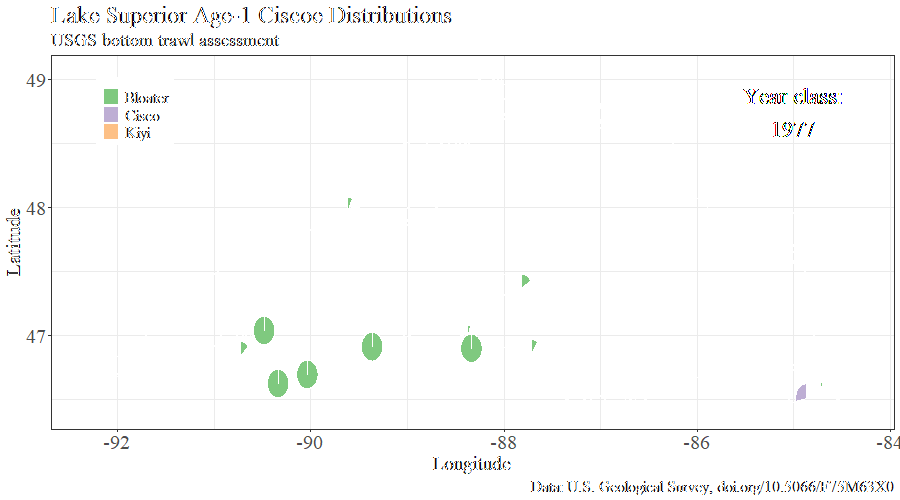 Lake Superior Age-1 Ciscoe Distributions
USGS bottom trawl assessment
49
48
47
Latitude
Bloater
Cisco
Kiyi
Year class:
1977
-92
-90
-88
-86
-84
Longitude
Data: U.S. Geological Survey, doi.org/10.5066/F75M63X0